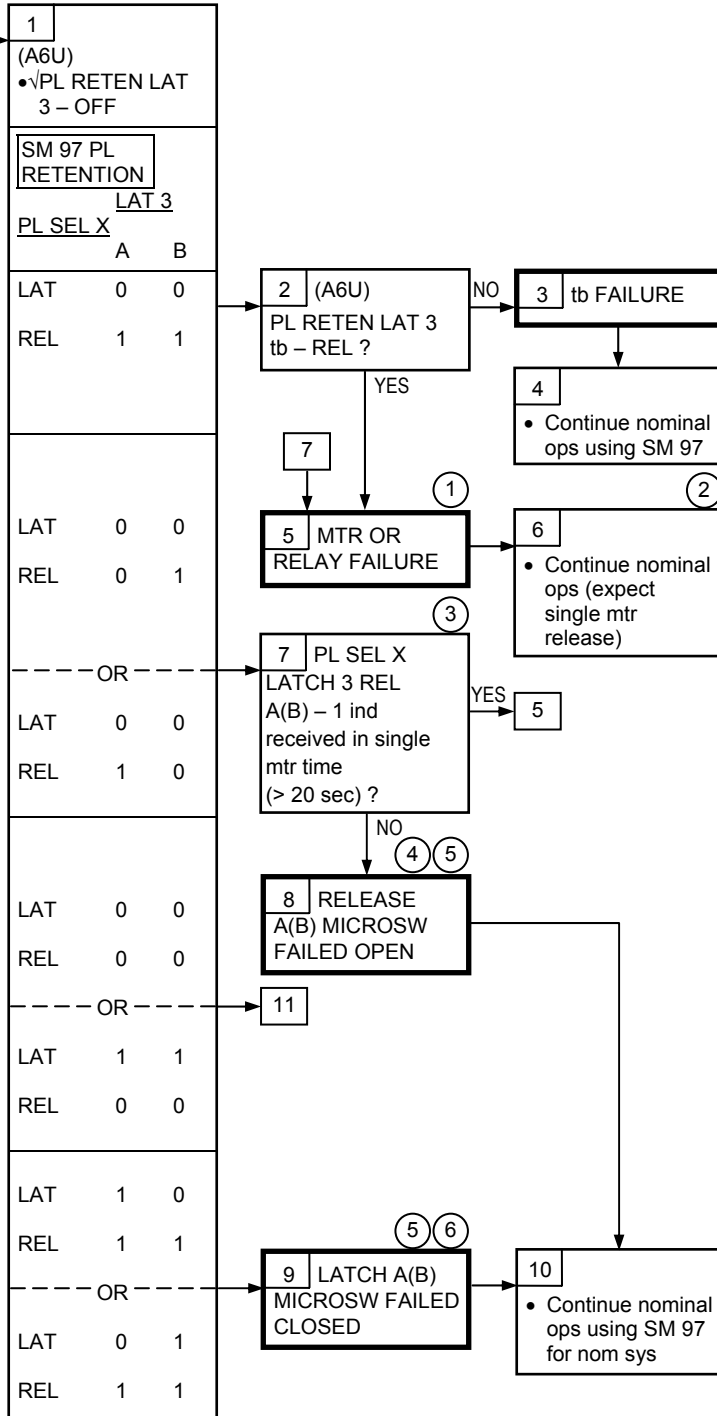 1
(A6U)
•√PL RETEN LAT
3 – OFF
SM 97 PL
RETENTION
LAT 3
PL SEL X
A B
LAT 0 0
REL 1 1
2 (A6U)
PL RETEN LAT 3
tb – REL ?
NO
3 tb FAILURE
YES
4
• Continue nominal
ops using SM 97
LAT 0 0
REL 0 1
7
1
5 MTR OR
RELAY FAILURE
2
6
• Continue nominal
ops (expect
single mtr
release)
OR
LAT 0 0
REL 1 0
3
7 PL SEL X
LATCH 3 REL
A(B) – 1 ind
received in single
mtr time
(> 20 sec) ?
YES
5
NO
LAT 0 0
REL 0 0
4 5
8 RELEASE
A(B) MICROSW
FAILED OPEN
OR
11
LAT 1 1
REL 0 0
LAT 1 0
REL 1 1
OR
LAT 0 1
REL 1 1
5 6
9 LATCH A(B)
MICROSW FAILED
CLOSED
10
• Continue nominal
ops using SM 97
for nom sys